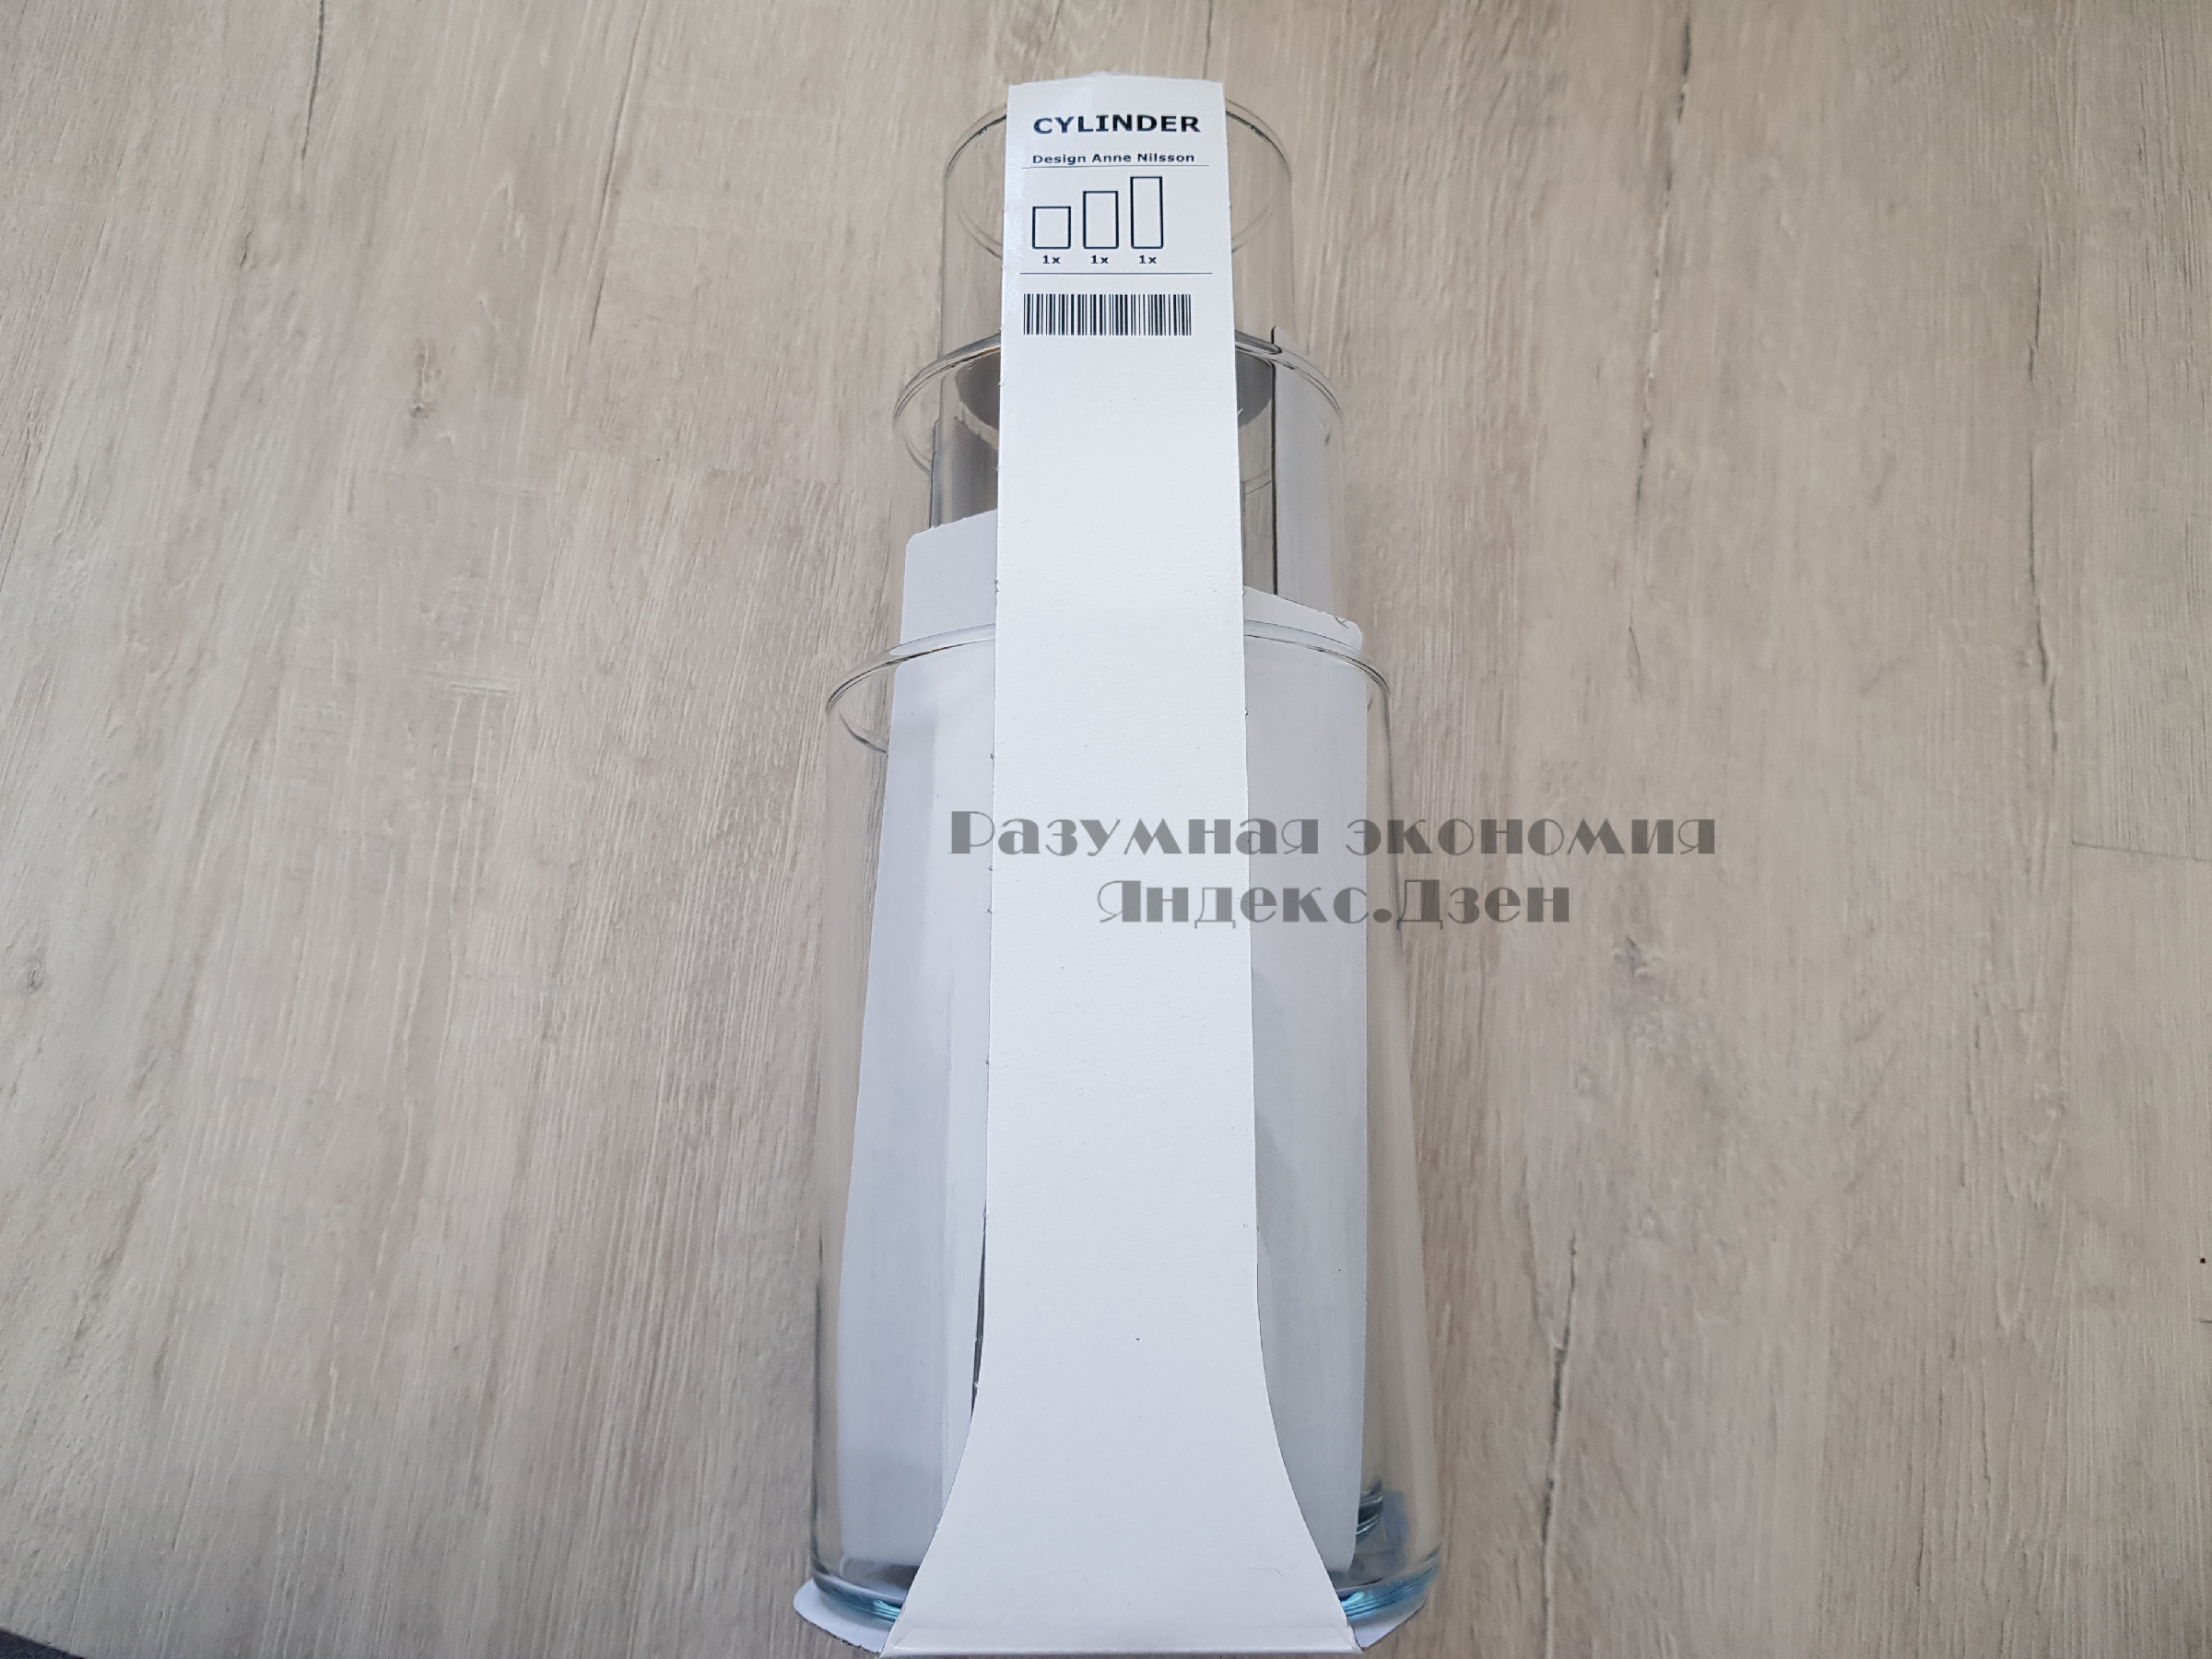 CYLINDER
Design Anne Nilsson
1x 1x 1x
Разумная экономия
Яндекс.Дзен